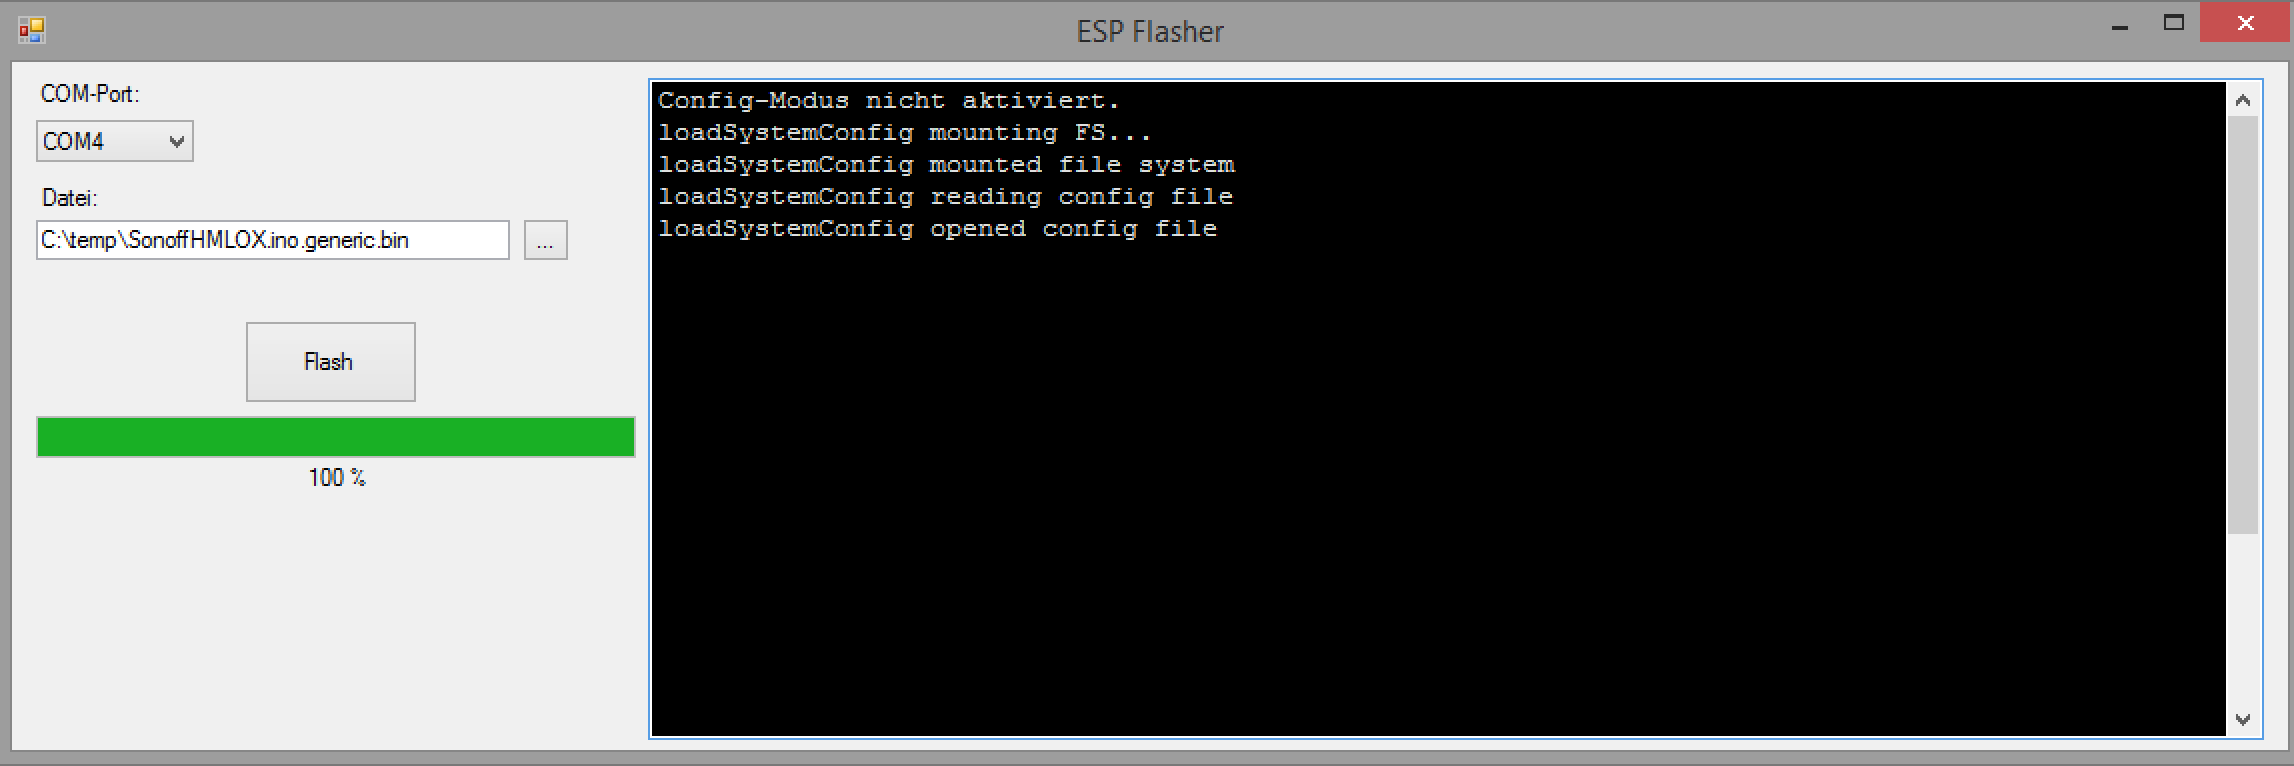 ESP Flasher
COM-Port:
COM4
Datei:
C:\temp\SonoffHMLOX.ino.generic.bin
...
Flash
100 %
Config-Modus nicht aktiviert.
loadSystemConfig mounting FS...
loadSystemConfig mounted file system
loadSystemConfig reading config file
loadSystemConfig opened config file